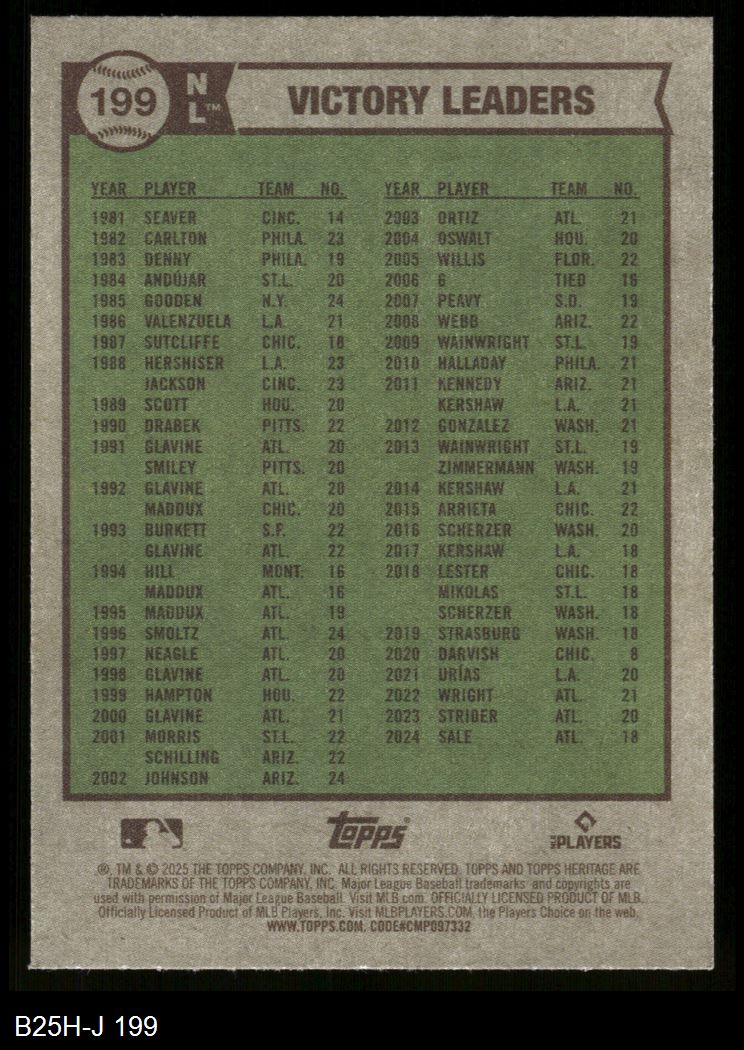 199
NL™
VICTORY LEADERS
YEAR PLAYER TEAM NO.
1981 SEAVER CINC. 14
1982 CARLTON PHILA. 23
1983 DENNY PHILA. 19
1984 ANDÚJAR ST.L. 20
1985 GOODEN N.Y. 24
1986 VALENZUELA L.A. 21
1987 SUTCLIFFE CHIC. 18
1988 HERSHISER L.A. 23
JACKSON CINC. 23
1989 SCOTT HOU. 20
1990 DRABEK PITTS. 22
1991 GLAVINE ATL. 20
SMILEY PITTS. 20
1992 GLAVINE ATL. 20
MADDUX CHIC. 20
1993 BURKETT S.F. 22
GLAVINE ATL. 22
1994 HILL MONT. 16
MADDUX ATL. 16
1995 MADDUX ATL. 19
1996 SMOLTZ ATL. 24
1997 NEAGLE ATL. 20
1998 GLAVINE ATL. 20
1999 HAMPTON HOU. 22
2000 GLAVINE ATL. 21
2001 MORRIS ST.L. 22
SCHILLING ARIZ. 22
2002 JOHNSON ARIZ. 24
YEAR PLAYER TEAM NO.
2003 ORTIZ ATL. 21
2004 OSWALT HOU. 20
2005 WILLIS FLOR. 22
2006 6 TIED 16
2007 PEAVY S.D. 19
2008 WEBB ARIZ. 22
2009 WAINWRIGHT ST.L. 19
2010 HALLADAY PHILA. 21
2011 KENNEDY ARIZ. 21
KERSHAW L.A. 21
2012 GONZALEZ WASH. 21
2013 WAINWRIGHT ST.L. 19
ZIMMERMANN WASH. 19
2014 KERSHAW L.A. 21
2015 ARRIETA CHIC. 22
2016 SCHERZER WASH. 20
2017 KERSHAW L.A. 18
2018 LESTER CHIC. 18
MIKOLAS ST.L. 18
SCHERZER WASH. 18
2019 STRASBURG WASH. 18
2020 DARVISH CHIC. 8
2021 URÍAS L.A. 20
2022 WRIGHT ATL. 21
2023 STRIDER ATL. 20
2024 SALE ATL. 18
Topps®
MLB PLAYERS
®, TM & © 2025 THE TOPPS COMPANY, INC. ALL RIGHTS RESERVED. TOPPS AND TOPPS HERITAGE ARE
TRADEMARKS OF THE TOPPS COMPANY, INC. Major League Baseball trademarks and copyrights are
used with permission of Major League Baseball. Visit MLB.com. OFFICIALLY LICENSED PRODUCT OF MLB.
Officially Licensed Product of MLB Players, Inc. Visit MLBPLAYERS.COM, the Players Choice on the web.
WWW.TOPPS.COM. CODE#CMP097332
B25H-J 199